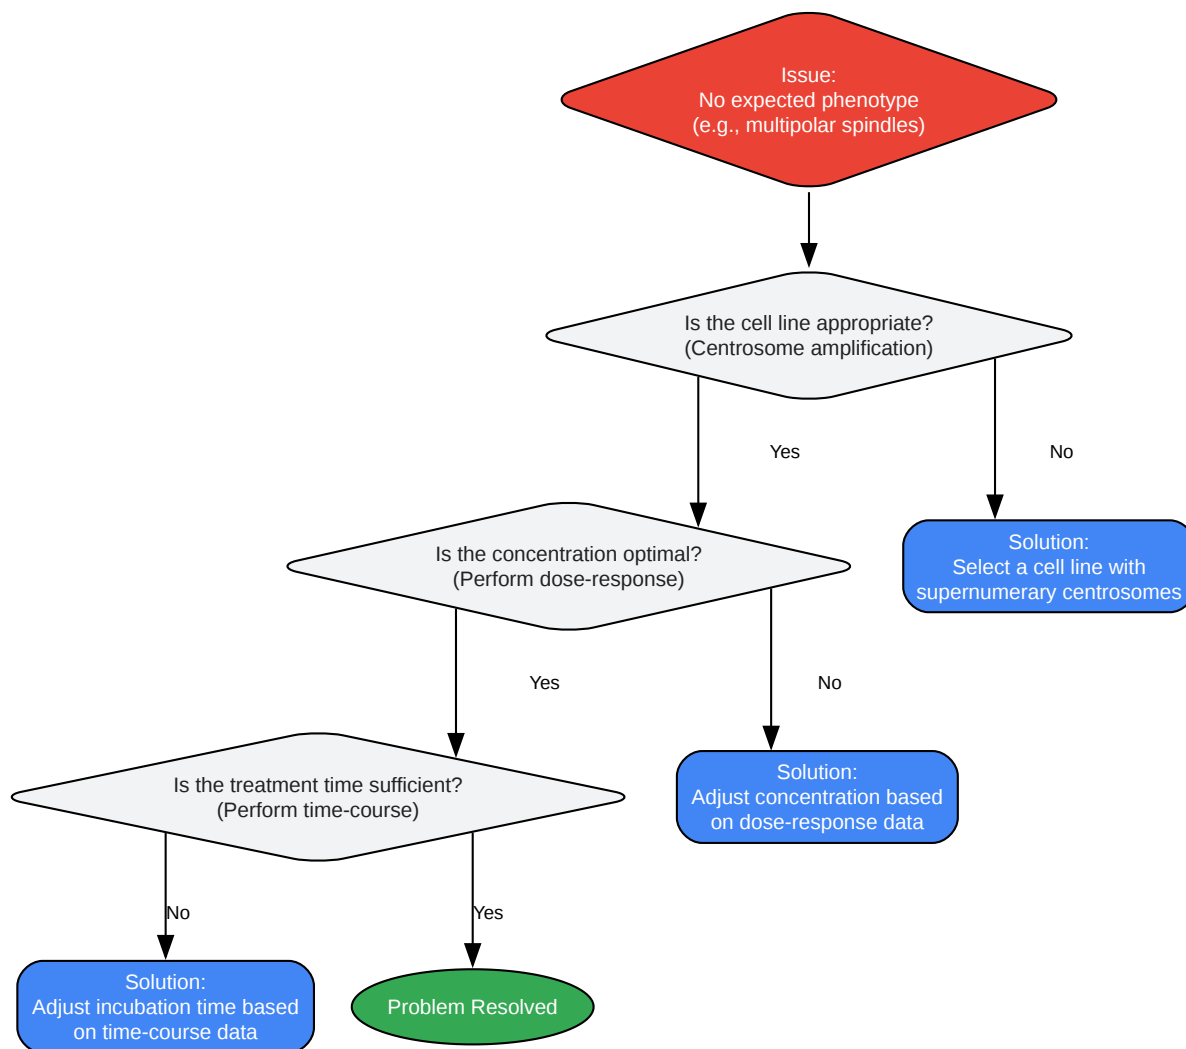 Issue:
No expected phenotype
(e.g., multipolar spindles)
Is the cell line appropriate?
(Centrosome amplification)
Yes
No
Is the concentration optimal?
(Perform dose-response)
Solution:
Select a cell line with
supernumerary centrosomes
Yes
No
Is the treatment time sufficient?
(Perform time-course)
Solution:
Adjust concentration based
on dose-response data
No
Yes
Solution:
Adjust incubation time based
on time-course data
Problem Resolved